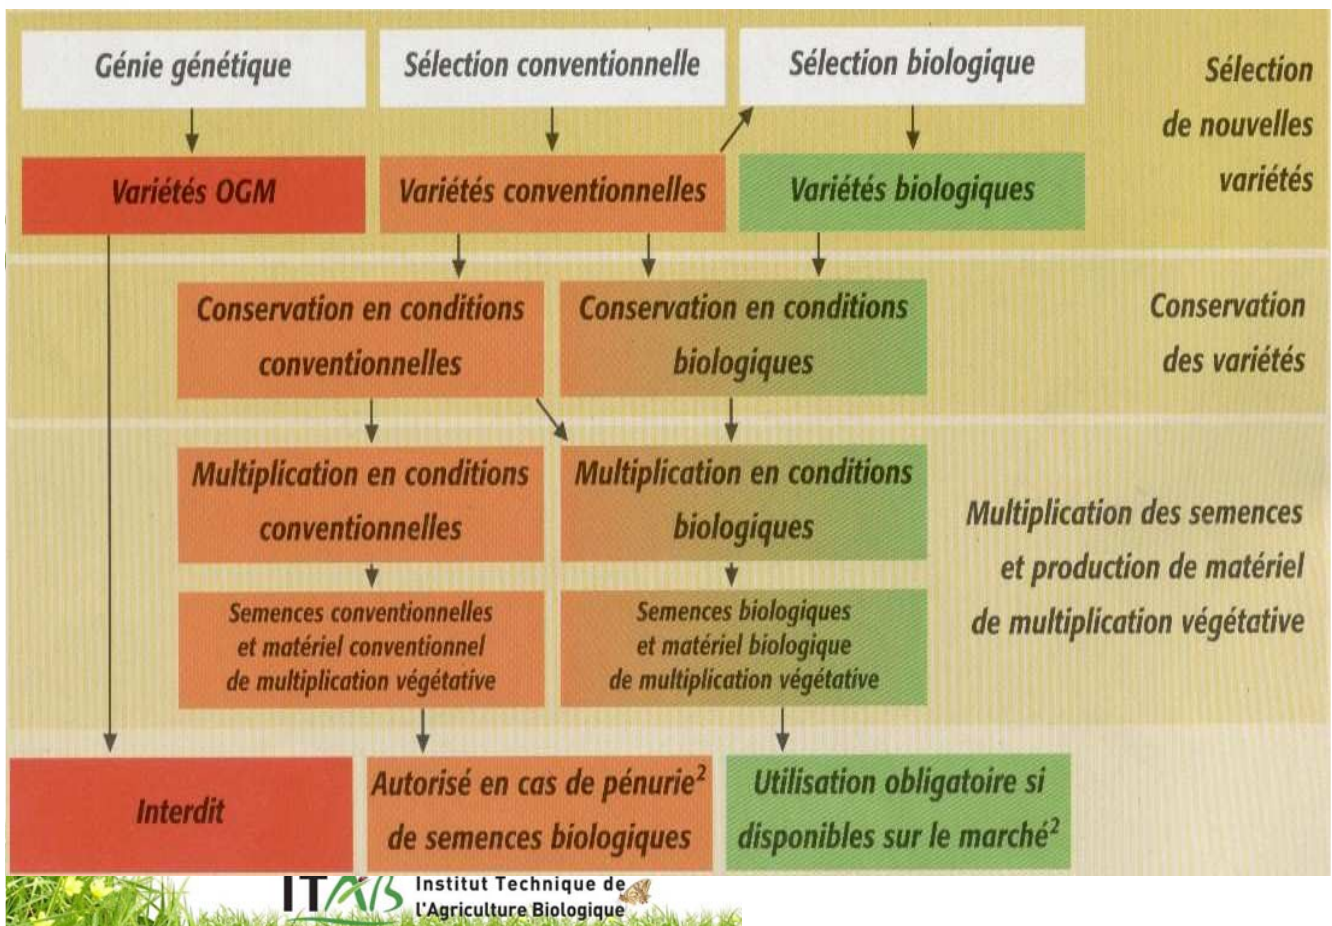 Génie génétique
Sélection conventionnelle
Sélection biologique
Sélection
de nouvelles
variétés
Variétés OGM
Variétés conventionnelles
Variétés biologiques
Conservation en conditions
conventionnelles
Conservation en conditions
biologiques
Conservation
des variétés
Multiplication en conditions
conventionnelles
Multiplication en conditions
biologiques
Multiplication des semences
et production de matériel
de multiplication végétative
Semences conventionnelles
et matériel conventionnel
de multiplication végétative
Semences biologiques
et matériel biologique
de multiplication végétative
Interdit
Autorisé en cas de pénurie²
de semences biologiques
Utilisation obligatoire si
disponibles sur le marché²
ITAB
Institut Technique de
l'Agriculture Biologique